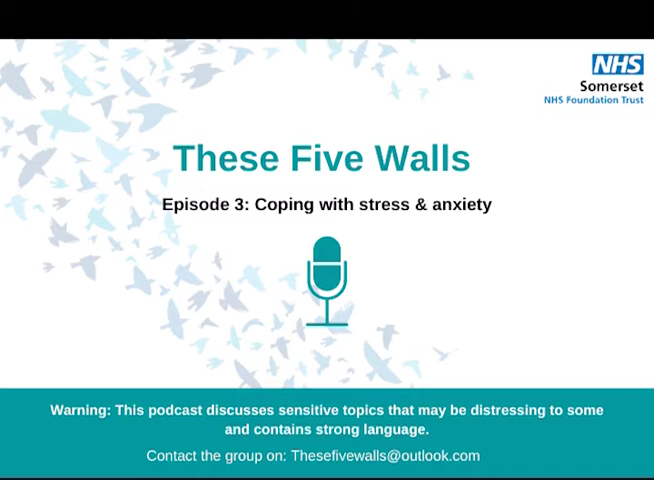 NHS
Somerset
NHS Foundation Trust
These Five Walls
Episode 3: Coping with stress & anxiety
Warning: This podcast discusses sensitive topics that may be distressing to some
and contains strong language.
Contact the group on: Thesefivewalls@outlook.com